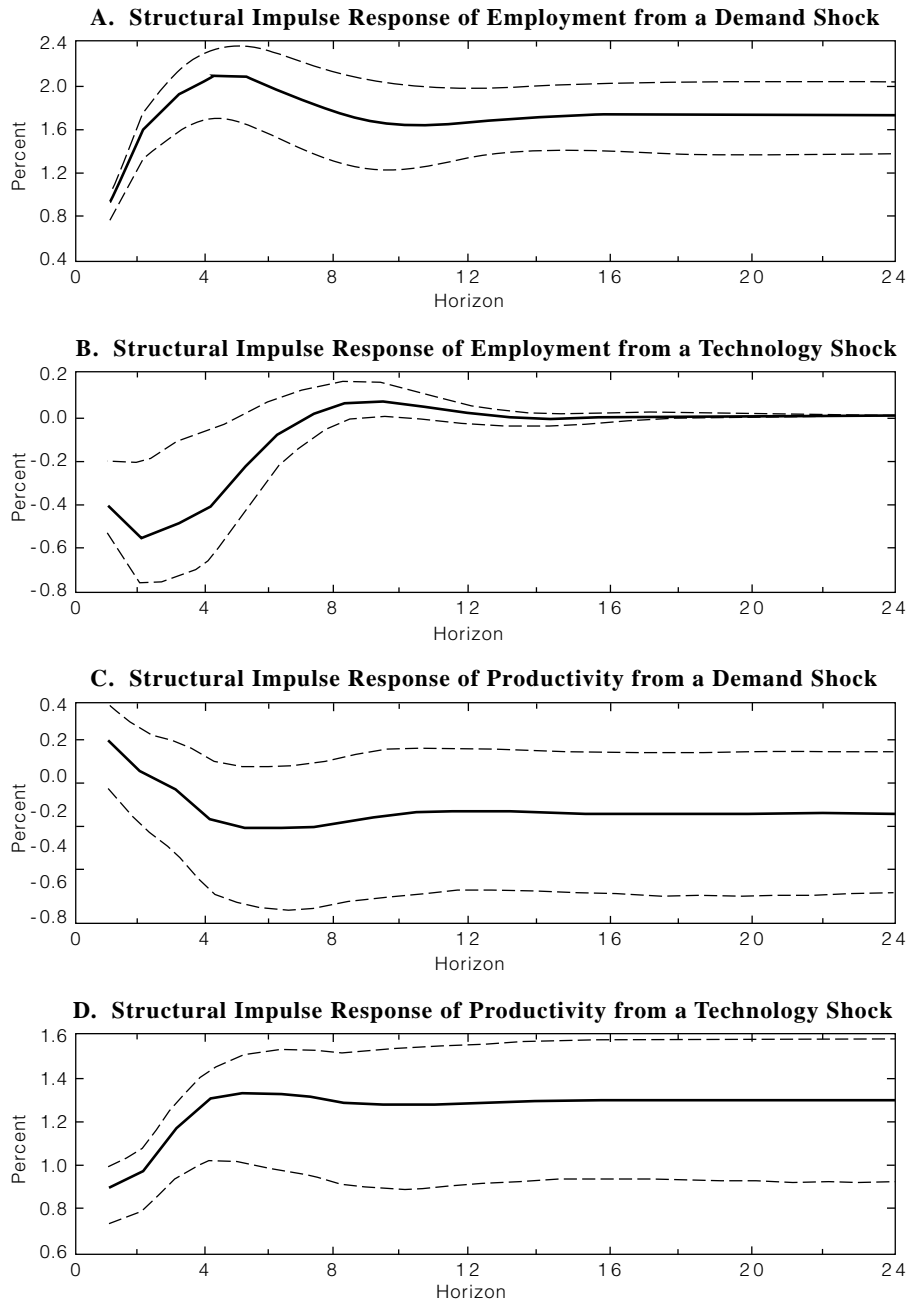 A. Structural Impulse Response of Employment from a Demand Shock
2.4
2.0
1.6
1.2
0.8
0.4
Percent
0 4 8 12 16 20 24
Horizon
B. Structural Impulse Response of Employment from a Technology Shock
0.2
0.0
-0.2
-0.4
-0.6
-0.8
Percent
0 4 8 12 16 20 24
Horizon
C. Structural Impulse Response of Productivity from a Demand Shock
0.4
0.2
0.0
-0.2
-0.4
-0.6
-0.8
Percent
0 4 8 12 16 20 24
Horizon
D. Structural Impulse Response of Productivity from a Technology Shock
1.6
1.4
1.2
1.0
0.8
0.6
Percent
0 4 8 12 16 20 24
Horizon